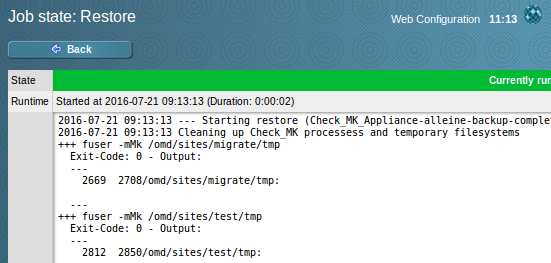 Job state: Restore
Web Configuration 11:13
Back
State Currently
Runtime Started at 2016-07-21 09:13:13 (Duration: 0:00:02)
2016-07-21 09:13:13 --- Starting restore (Check_MK_Appliance-alleine-backup-comple
2016-07-21 09:13:13 Cleaning up Check_MK processess and temporary filesystems
+++ fuser -mMk /omd/sites/migrate/tmp
Exit-Code: 0 - Output:
---
2669 2708/omd/sites/migrate/tmp:
---
+++ fuser -mMk /omd/sites/test/tmp
Exit-Code: 0 - Output:
---
2812 2850/omd/sites/test/tmp: